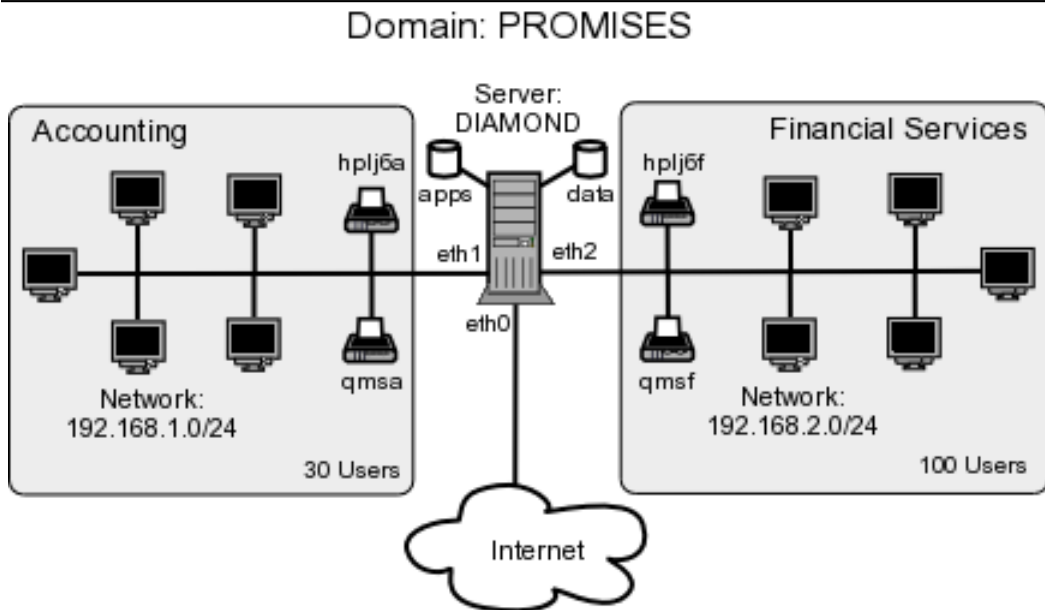 Domain: PROMISES
Server:
DIAMOND
Accounting
Financial Services
hplj6a
apps
data
hplj6f
eth1
eth2
eth0
qmsa
qmsf
Network:
192.168.1.0/24
Network:
192.168.2.0/24
30 Users
100 Users
Internet